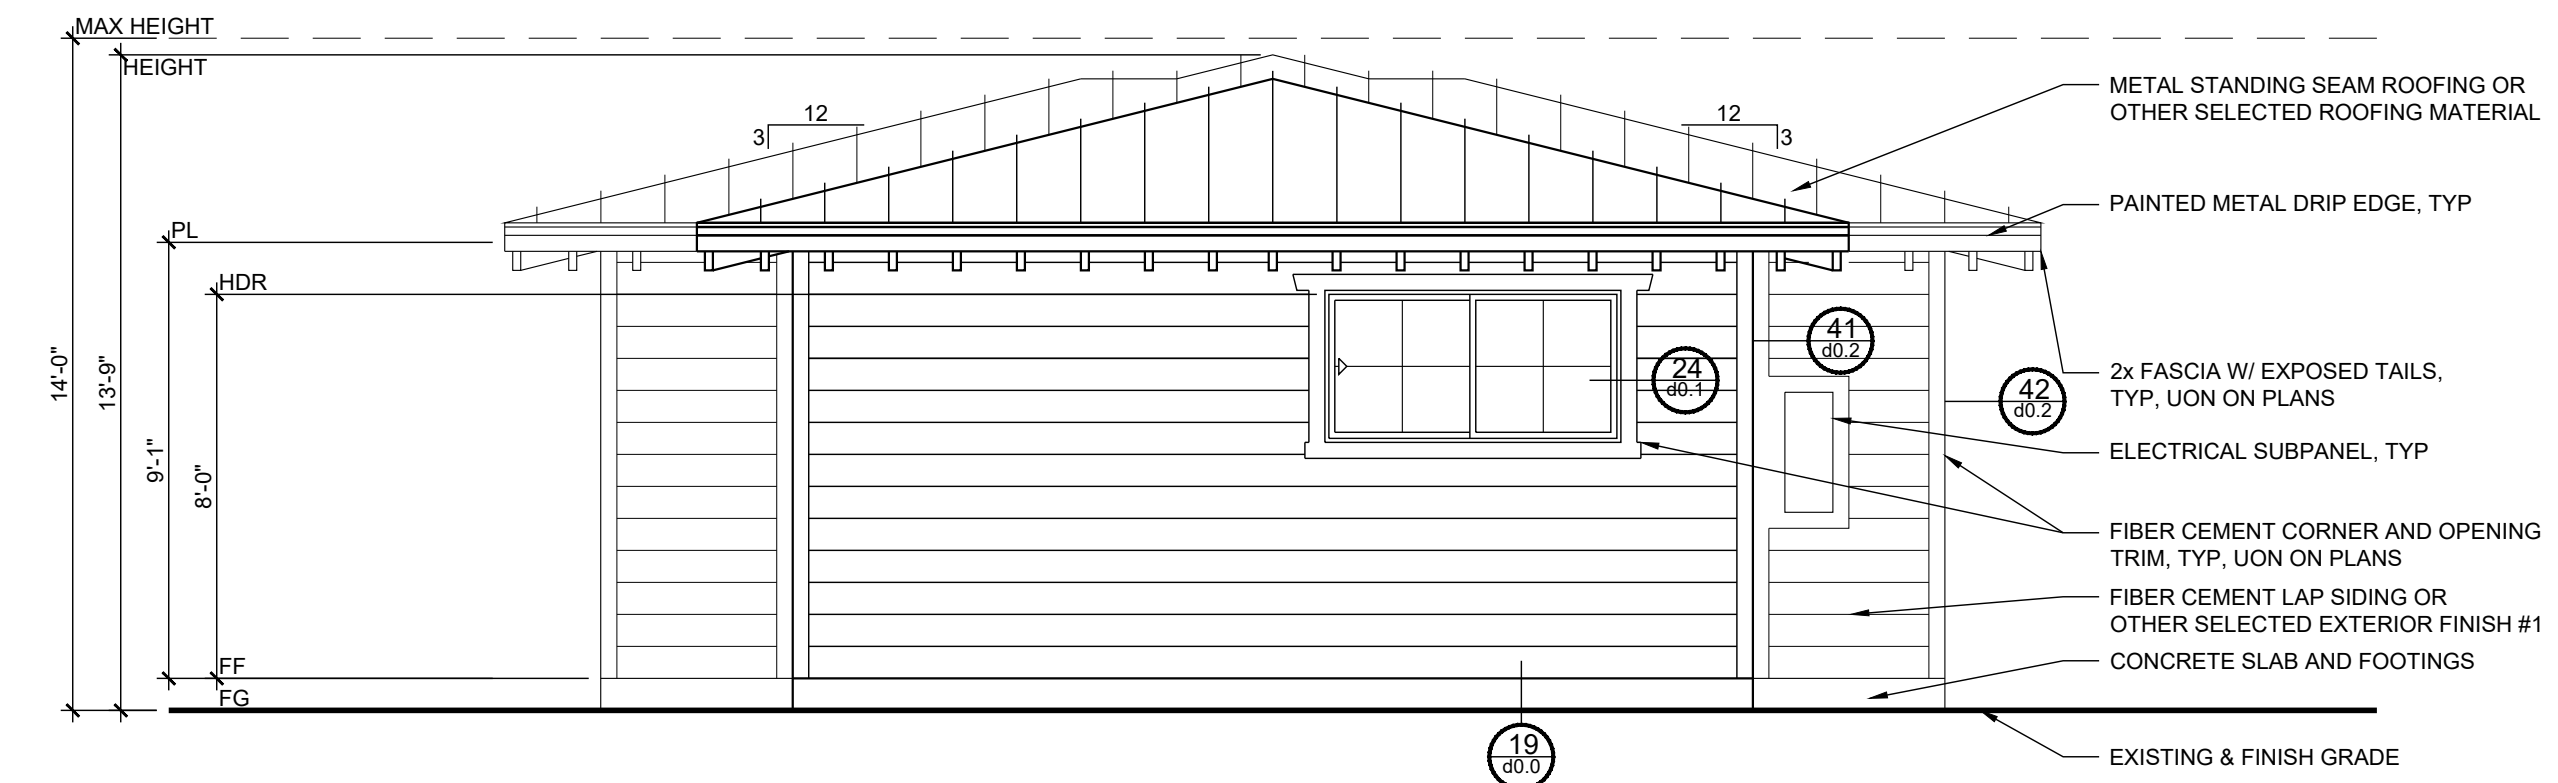 MAX HEIGHT
HEIGHT
12
3
12
3
PL
HDR
14'-0"
13'-9"
9'-1"
8'-0"
FF
FG
41
d0.2
24
d0.1
42
d0.2
19
d0.0
METAL STANDING SEAM ROOFING OR
OTHER SELECTED ROOFING MATERIAL
PAINTED METAL DRIP EDGE, TYP
2x FASCIA W/ EXPOSED TAILS,
TYP, UON ON PLANS
ELECTRICAL SUBPANEL, TYP
FIBER CEMENT CORNER AND OPENING
TRIM, TYP, UON ON PLANS
FIBER CEMENT LAP SIDING OR
OTHER SELECTED EXTERIOR FINISH #1
CONCRETE SLAB AND FOOTINGS
EXISTING & FINISH GRADE